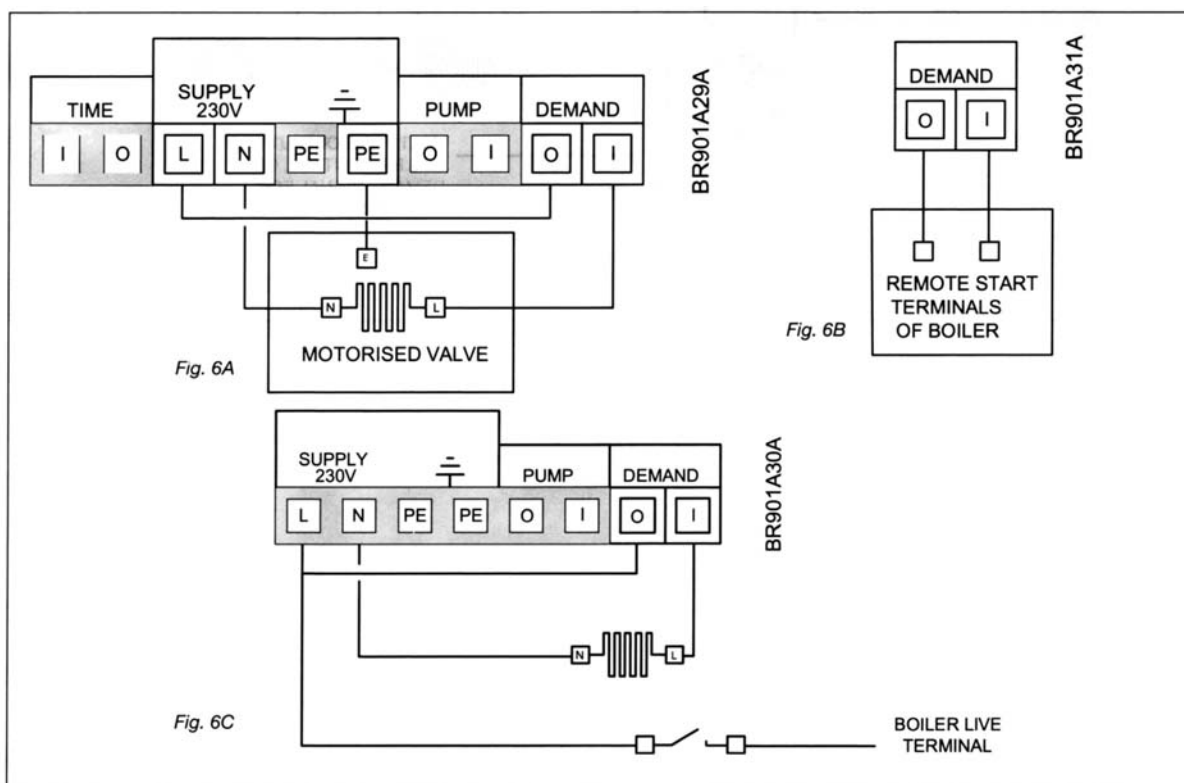 TIME
SUPPLY
230V
PUMP
DEMAND
I O L N PE PE O I O I
BR901A29A
E
N
L
MOTORISED VALVE
Fig. 6A
DEMAND
O I
BR901A31A
REMOTE START
TERMINALS
OF BOILER
Fig. 6B
SUPPLY
230V
PUMP
DEMAND
L N PE PE O I O I
BR901A30A
N
L
Fig. 6C
BOILER LIVE
TERMINAL